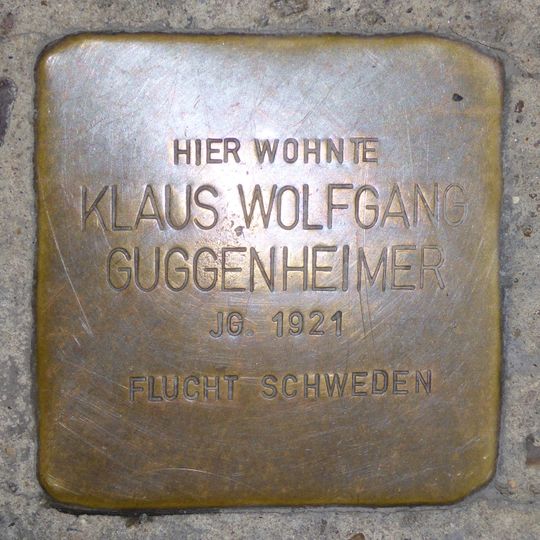 HIER WOHNTE
KLAUS WOLFGANG
GUGGENHEIMER
JG. 1921
FLUCHT SCHWEDEN